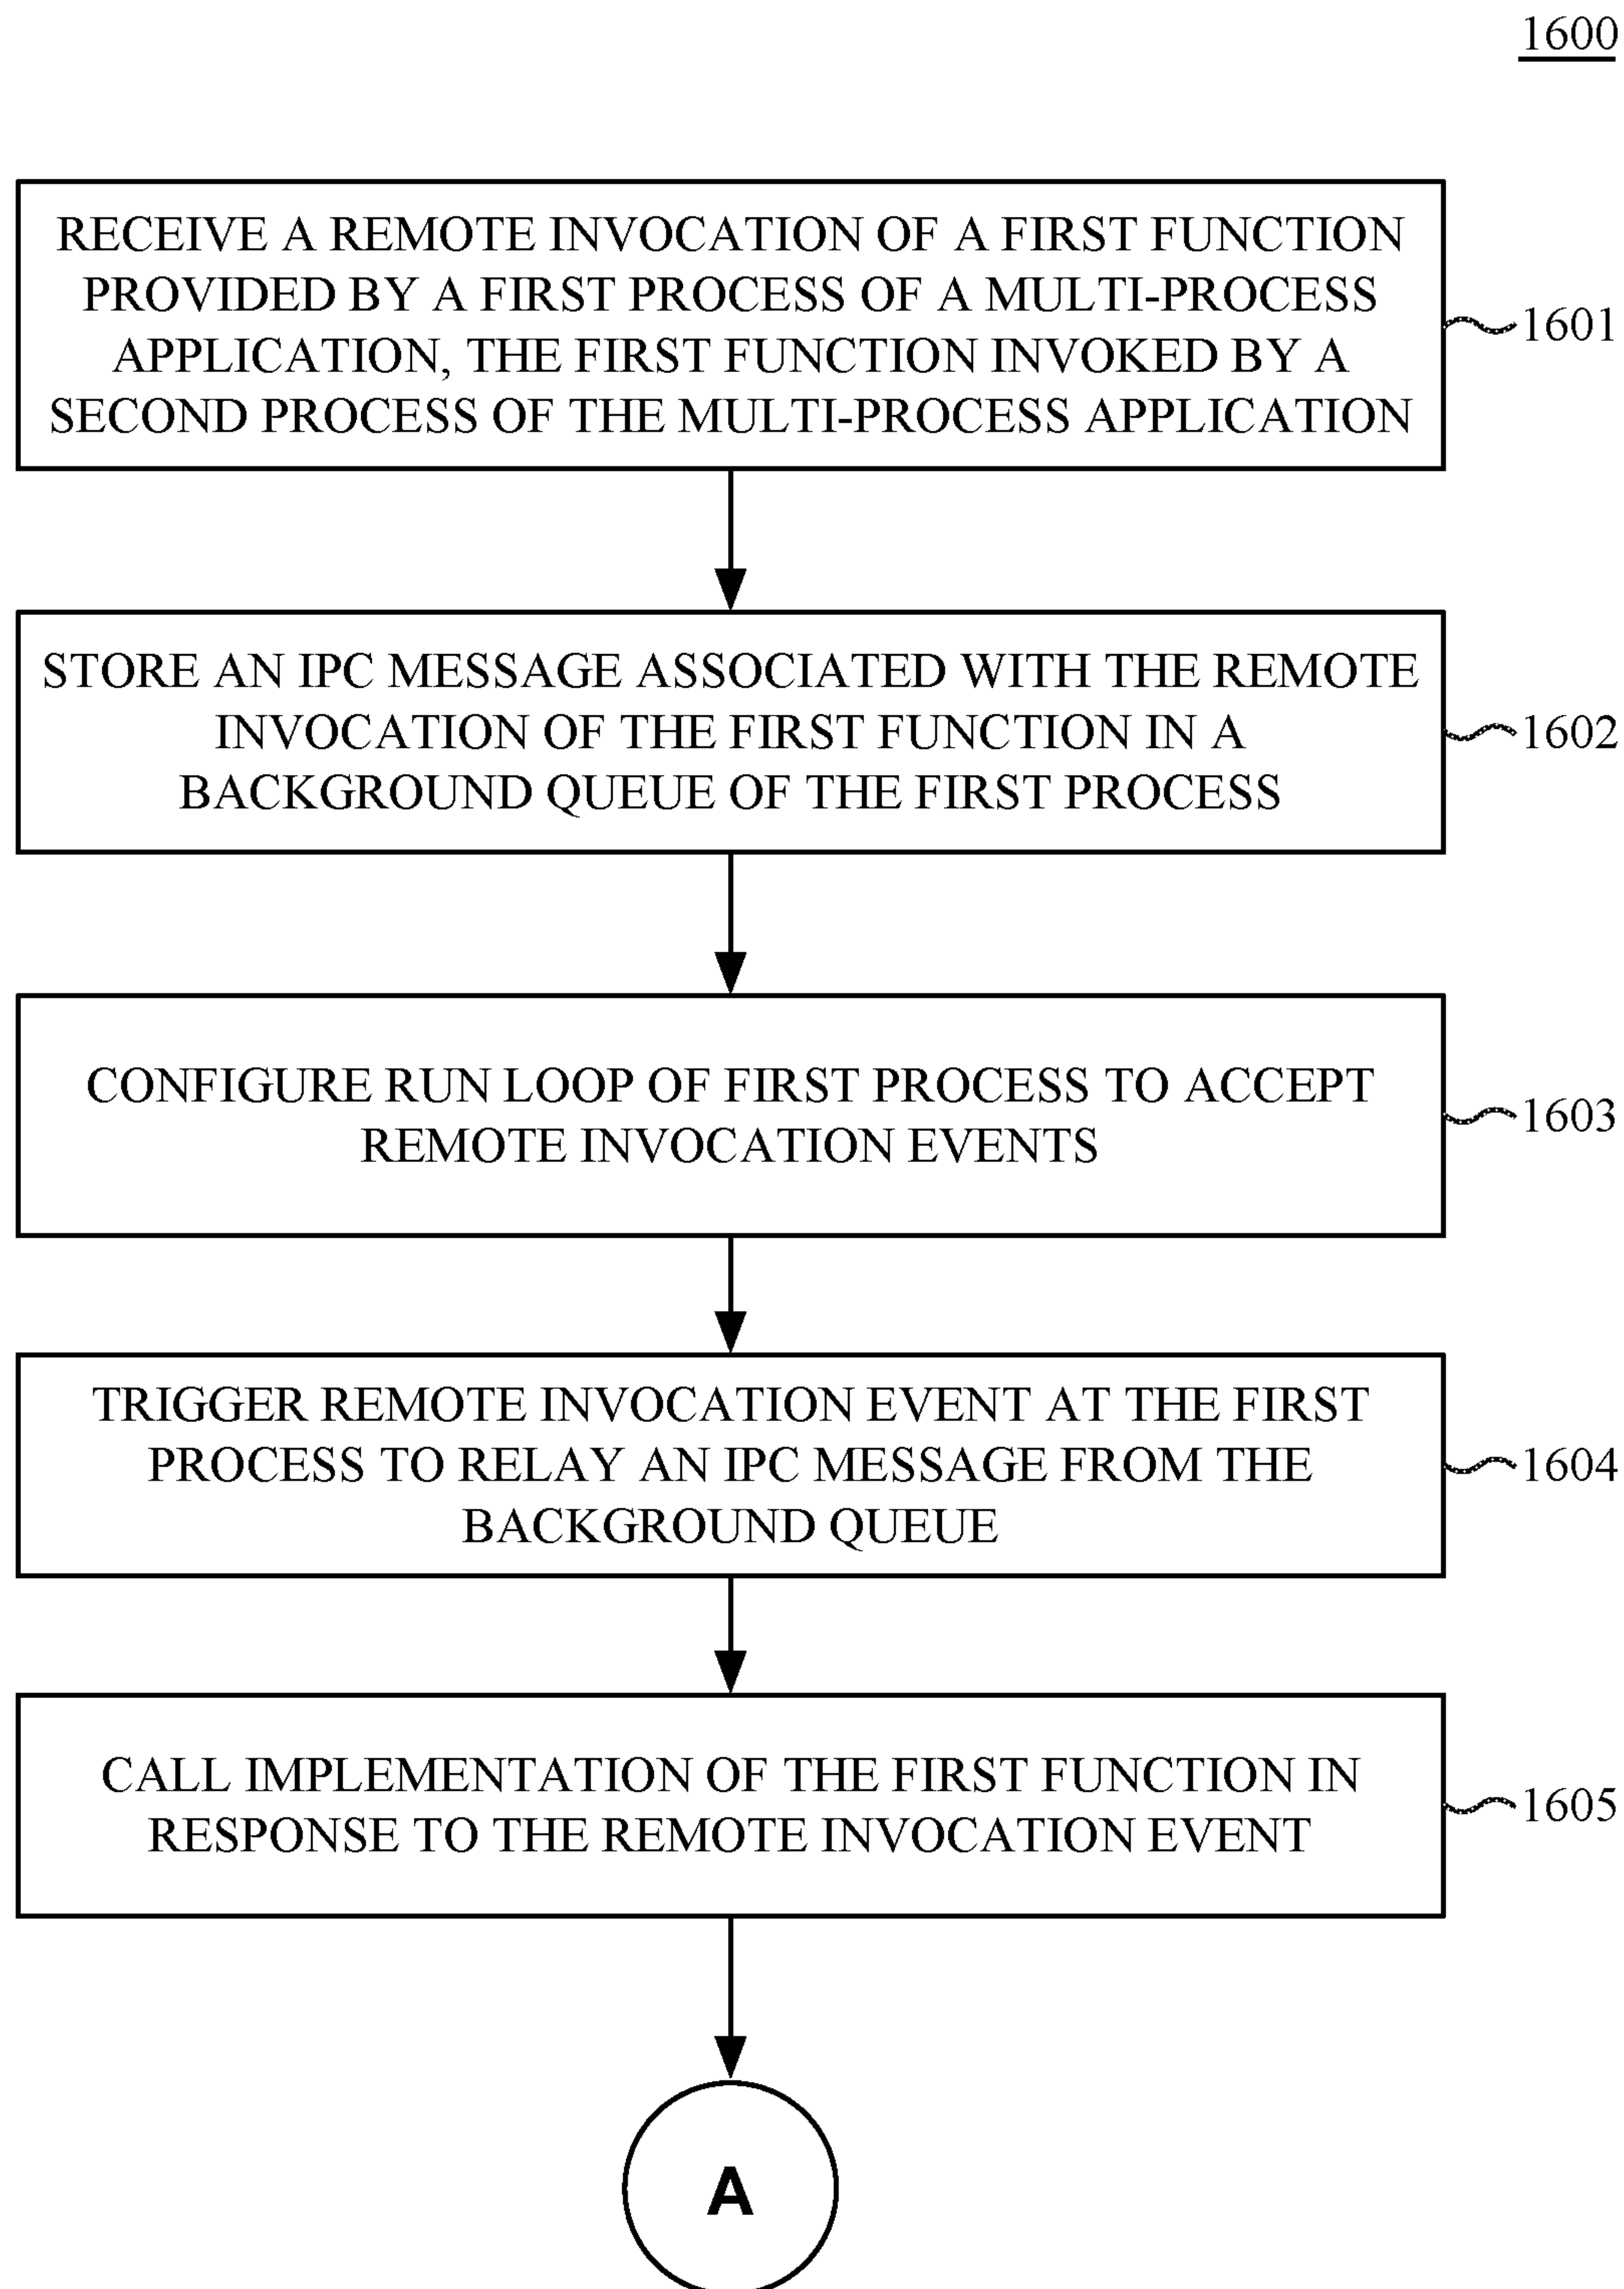 1600
RECEIVE A REMOTE INVOCATION OF A FIRST FUNCTION
PROVIDED BY A FIRST PROCESS OF A MULTI-PROCESS
APPLICATION, THE FIRST FUNCTION INVOKED BY A
SECOND PROCESS OF THE MULTI-PROCESS APPLICATION
1601
STORE AN IPC MESSAGE ASSOCIATED WITH THE REMOTE
INVOCATION OF THE FIRST FUNCTION IN A
BACKGROUND QUEUE OF THE FIRST PROCESS
1602
CONFIGURE RUN LOOP OF FIRST PROCESS TO ACCEPT
REMOTE INVOCATION EVENTS
1603
TRIGGER REMOTE INVOCATION EVENT AT THE FIRST
PROCESS TO RELAY AN IPC MESSAGE FROM THE
BACKGROUND QUEUE
1604
CALL IMPLEMENTATION OF THE FIRST FUNCTION IN
RESPONSE TO THE REMOTE INVOCATION EVENT
1605
A